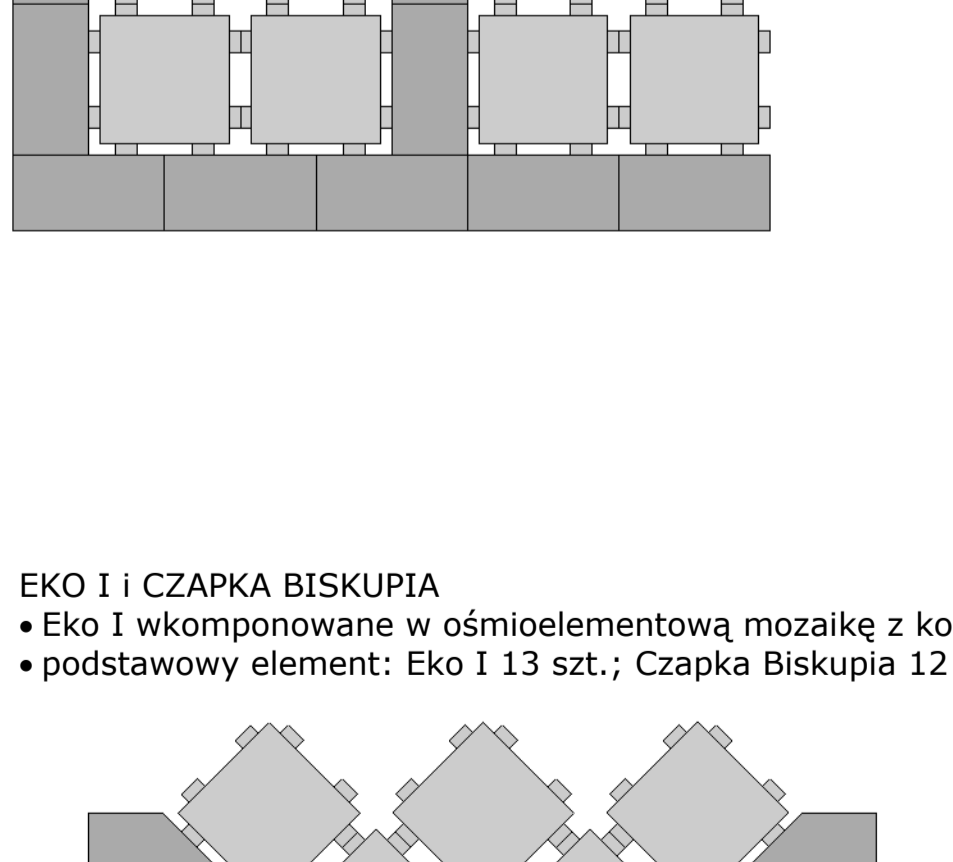 EKO I i CZAPKA BISKUPIA
• Eko I wkomponowane w ośmioelementową mozaikę z ko
• podstawowy element: Eko I 13 szt.; Czapka Biskupia 12